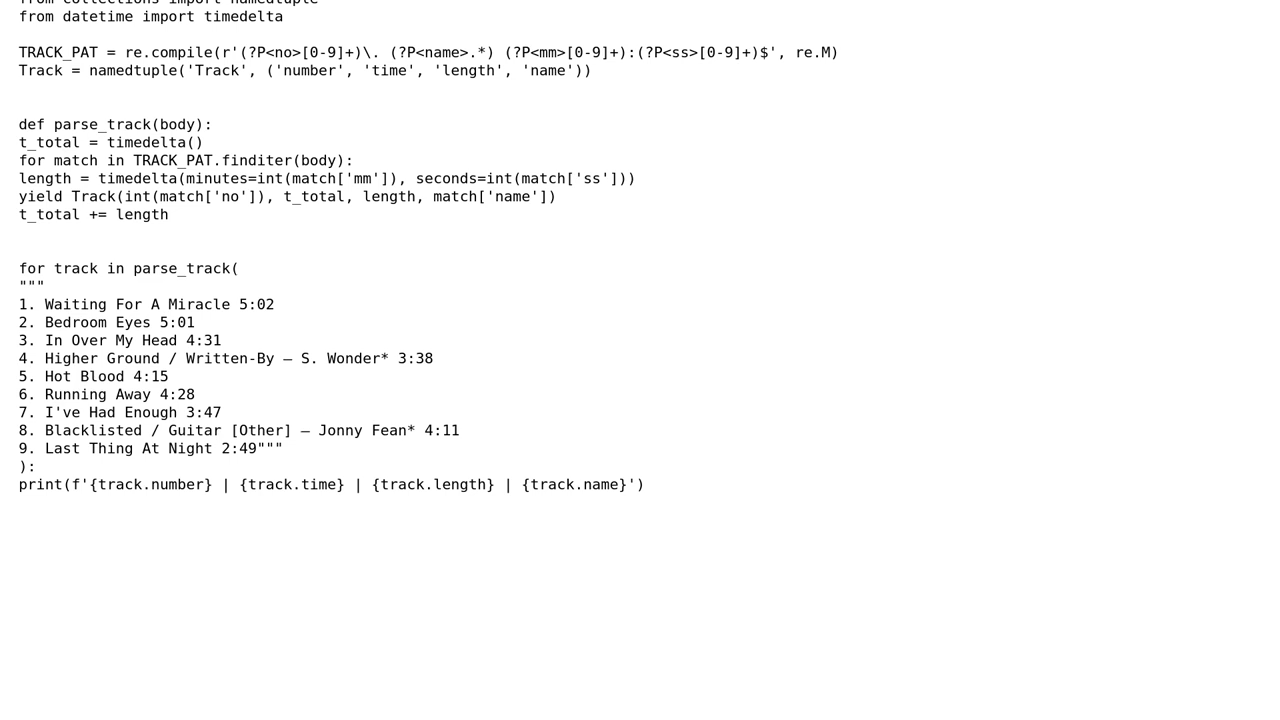 from collections import namedtuple
from datetime import timedelta
TRACK_PAT = re.compile(r'(?P<no>[0-9]+)\. (?P<name>.*) (?P<mm>[0-9]+):(?P<ss>[0-9]+)$', re.M)
Track = namedtuple('Track', ('number', 'time', 'length', 'name'))
def parse_track(body):
t_total = timedelta()
for match in TRACK_PAT.finditer(body):
length = timedelta(minutes=int(match['mm']), seconds=int(match['ss']))
yield Track(int(match['no']), t_total, length, match['name'])
t_total += length
for track in parse_track(
"""
1. Waiting For A Miracle 5:02
2. Bedroom Eyes 5:01
3. In Over My Head 4:31
4. Higher Ground / Written-By – S. Wonder* 3:38
5. Hot Blood 4:15
6. Running Away 4:28
7. I've Had Enough 3:47
8. Blacklisted / Guitar [Other] – Jonny Fean* 4:11
9. Last Thing At Night 2:49"""
):
print(f'{track.number} | {track.time} | {track.length} | {track.name}')